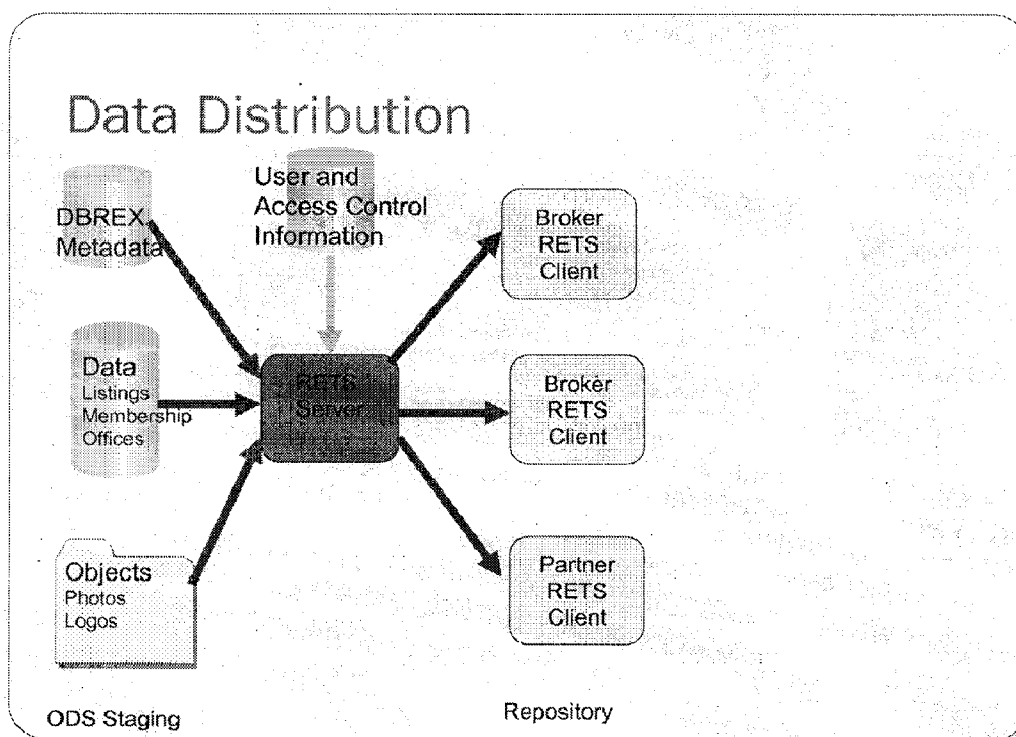 Data Distribution
DBREX
Metadata
User and
Access Control
Information
Broker
RETS
Client
Data
Listings
Membership
Offices
RETS
Server
Broker
RETS
Client
Objects
Photos
Logos
Partner
RETS
Client
ODS Staging
Repository